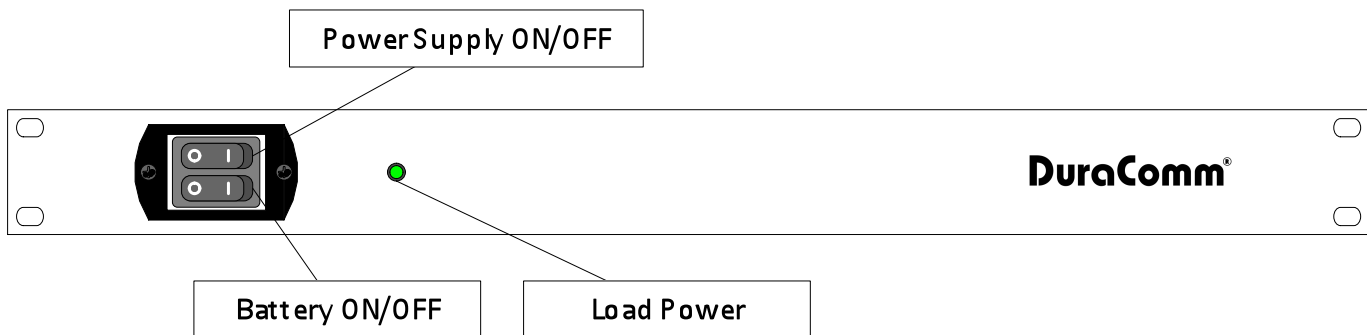 Power Supply ON/OFF
O I
O I
DuraComm®
Battery ON/OFF
Load Power